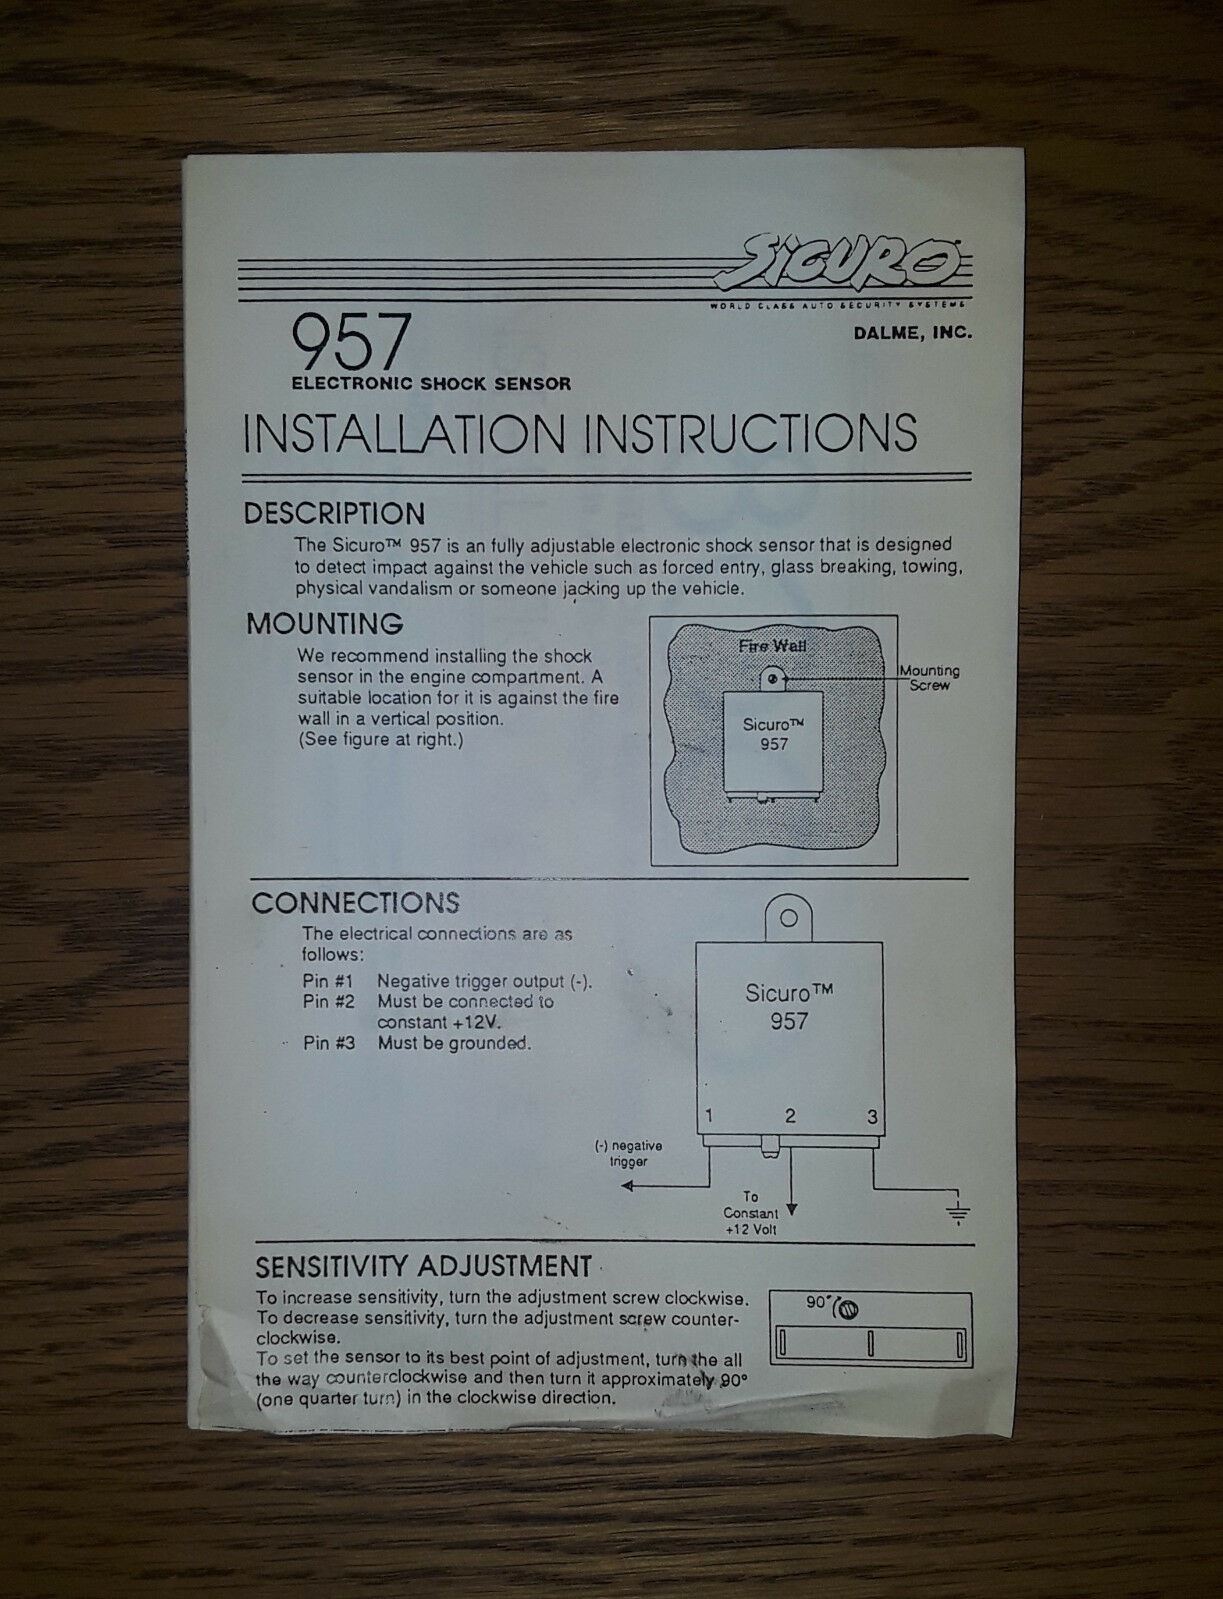 SICURO
WORLD CLASS AUTO SECURITY SYSTEMS
DALME, INC.
957
ELECTRONIC SHOCK SENSOR
INSTALLATION INSTRUCTIONS
DESCRIPTION
The Sicuro™ 957 is an fully adjustable electronic shock sensor that is designed
to detect impact against the vehicle such as forced entry, glass breaking, towing,
physical vandalism or someone jacking up the vehicle.
MOUNTING
We recommend installing the shock
sensor in the engine compartment. A
suitable location for it is against the fire
wall in a vertical position.
(See figure at right.)
Fire Wall
Mounting
Screw
Sicuro™
957
CONNECTIONS
The electrical connections are as
follows:
Pin #1 Negative trigger output (-).
Pin #2 Must be connected to
constant +12V.
Pin #3 Must be grounded.
Sicuro™
957
1 2 3
(-) negative
trigger
To
Constant
+12 Volt
SENSITIVITY ADJUSTMENT
To increase sensitivity, turn the adjustment screw clockwise.
To decrease sensitivity, turn the adjustment screw counter-
clockwise.
To set the sensor to its best point of adjustment, turn the all
the way counterclockwise and then turn it approximately 90°
(one quarter turn) in the clockwise direction.
90°